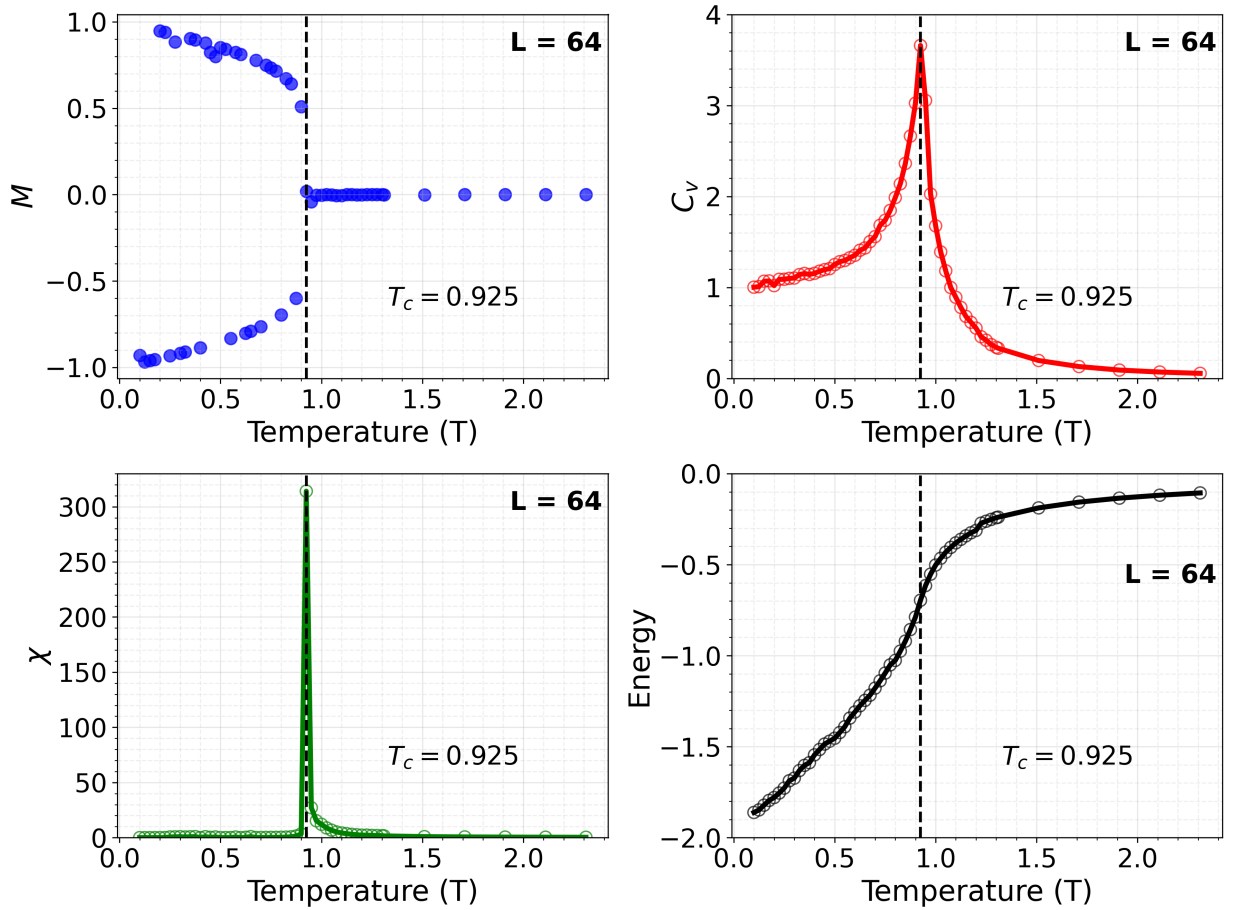 1.0
0.5
0.0
−0.5
−1.0
M
L = 64
T_c = 0.925
0.0 0.5 1.0 1.5 2.0
Temperature (T)
4
3
2
1
0
C_v
L = 64
T_c = 0.925
0.0 0.5 1.0 1.5 2.0
Temperature (T)
300
250
200
150
100
50
0
χ
L = 64
T_c = 0.925
0.0 0.5 1.0 1.5 2.0
Temperature (T)
0.0
−0.5
−1.0
−1.5
−2.0
Energy
L = 64
T_c = 0.925
0.0 0.5 1.0 1.5 2.0
Temperature (T)